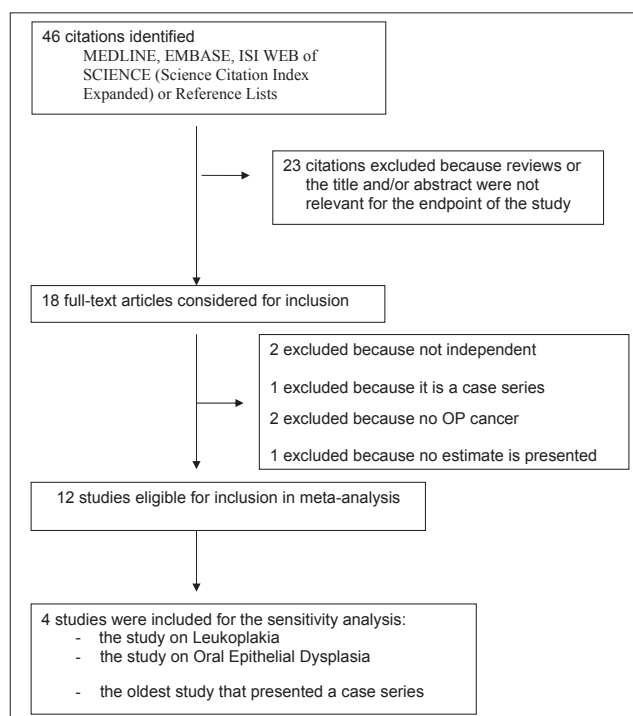 46 citations identified
MEDLINE, EMBASE, ISI WEB of
SCIENCE (Science Citation Index
Expanded) or Reference Lists
23 citations excluded because reviews or
the title and/or abstract were not
relevant for the endpoint of the study
18 full-text articles considered for inclusion
2 excluded because not independent
1 excluded because it is a case series
2 excluded because no OP cancer
1 excluded because no estimate is presented
12 studies eligible for inclusion in meta-analysis
4 studies were included for the sensitivity analysis:
- the study on Leukoplakia
- the study on Oral Epithelial Dysplasia
- the oldest study that presented a case series